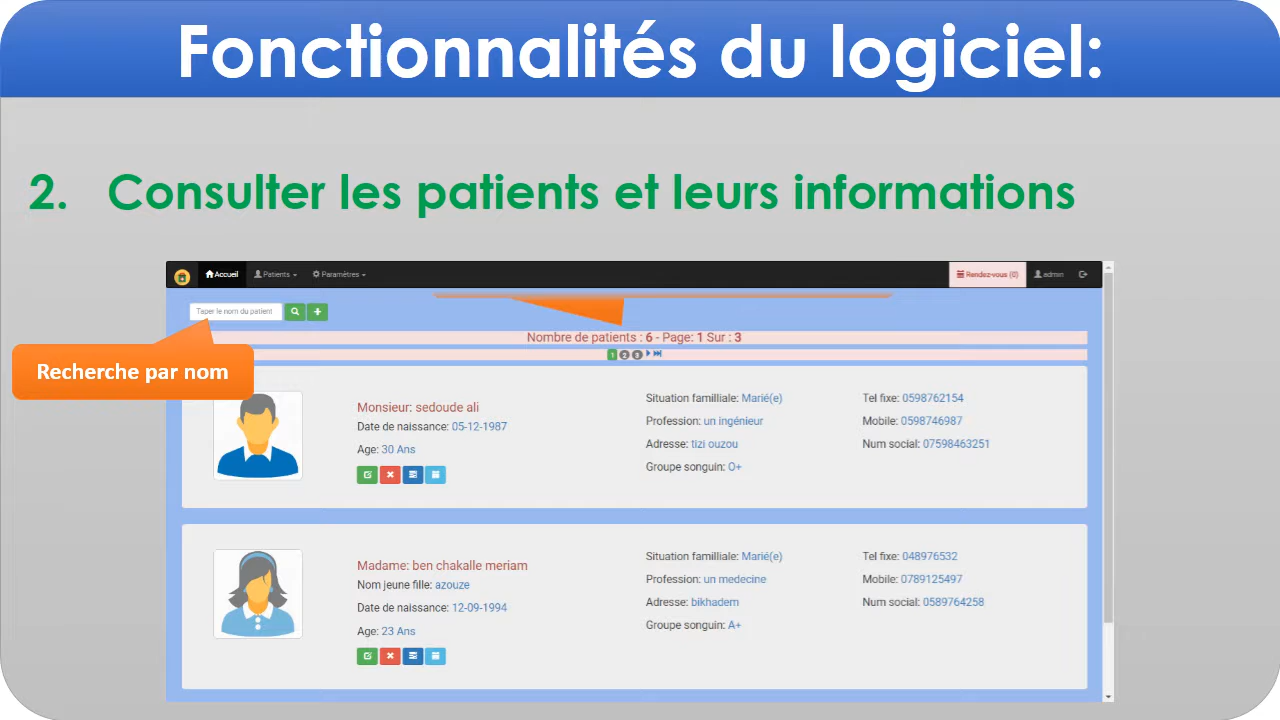 Fonctionnalités du logiciel:
2. Consulter les patients et leurs informations
Accueil Patients Paramètres Rendez-vous (0) admin
Taper le nom du patient
Nombre de patients : 6 - Page: 1 Sur : 3
1 2 3
Recherche par nom
Monsieur: sedoude ali
Date de naissance: 05-12-1987
Age: 30 Ans
Situation familliale: Marié(e)
Profession: un ingénieur
Adresse: tizi ouzou
Groupe songuin: O+
Tel fixe: 0598762154
Mobile: 0598746987
Num social: 07598463251
Madame: ben chakalle meriam
Nom jeune fille: azouze
Date de naissance: 12-09-1994
Age: 23 Ans
Situation familliale: Marié(e)
Profession: un medecine
Adresse: bikhadem
Groupe songuin: A+
Tel fixe: 048976532
Mobile: 0789125497
Num social: 0589764258